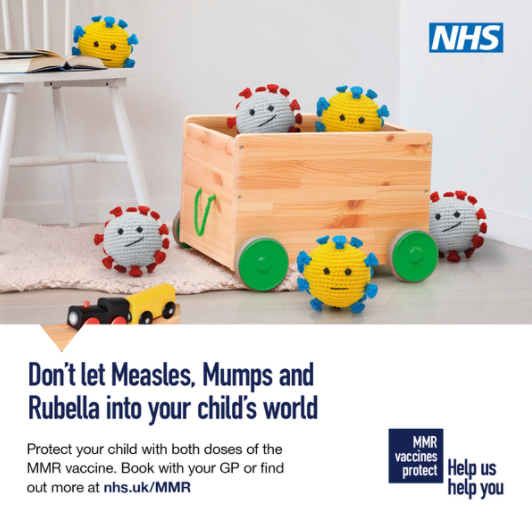 NHS
Don't let Measles, Mumps and
Rubella into your child's world
Protect your child with both doses of the
MMR vaccine. Book with your GP or find
out more at nhs.uk/MMR
MMR
vaccines
protect
Help us
help you